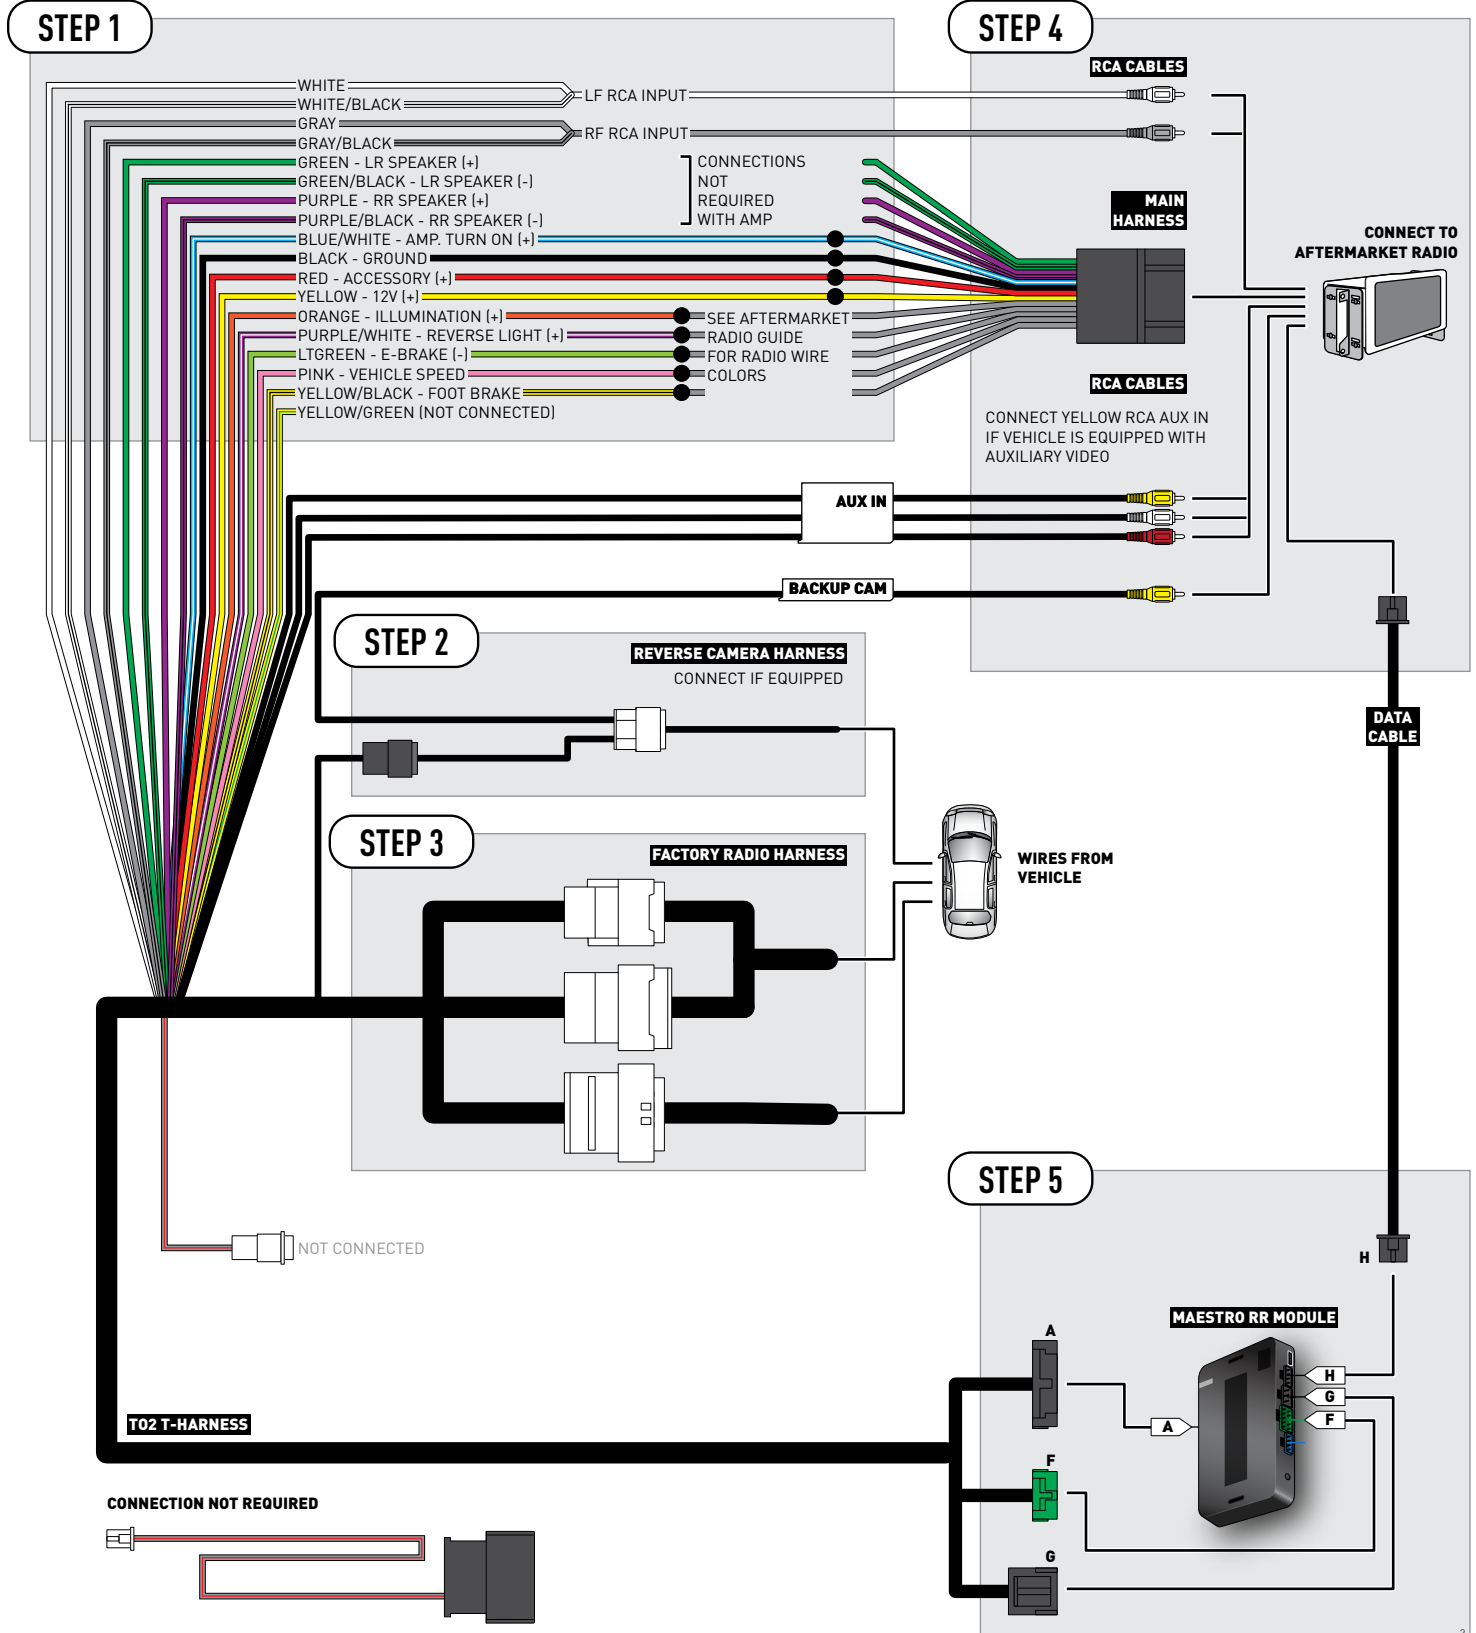 STEP 1
WHITE
WHITE/BLACK
LF RCA INPUT
GRAY
GRAY/BLACK
RF RCA INPUT
GREEN - LR SPEAKER (+)
GREEN/BLACK - LR SPEAKER (-)
PURPLE - RR SPEAKER (+)
PURPLE/BLACK - RR SPEAKER (-)
CONNECTIONS
NOT
REQUIRED
WITH AMP
BLUE/WHITE - AMP. TURN ON (+)
BLACK - GROUND
RED - ACCESSORY (+)
YELLOW - 12V (+)
ORANGE - ILLUMINATION (+)
PURPLE/WHITE - REVERSE LIGHT (+)
LTGREEN - E-BRAKE (-)
PINK - VEHICLE SPEED
YELLOW/BLACK - FOOT BRAKE
YELLOW/GREEN (NOT CONNECTED)
SEE AFTERMARKET
RADIO GUIDE
FOR RADIO WIRE
COLORS
STEP 4
RCA CABLES
MAIN
HARNESS
CONNECT TO
AFTERMARKET RADIO
RCA CABLES
CONNECT YELLOW RCA AUX IN
IF VEHICLE IS EQUIPPED WITH
AUXILIARY VIDEO
AUX IN
BACKUP CAM
STEP 2
REVERSE CAMERA HARNESS
CONNECT IF EQUIPPED
DATA
CABLE
STEP 3
FACTORY RADIO HARNESS
WIRES FROM
VEHICLE
NOT CONNECTED
STEP 5
H
MAESTRO RR MODULE
A
H
G
F
A
F
G
TO2 T-HARNESS
CONNECTION NOT REQUIRED